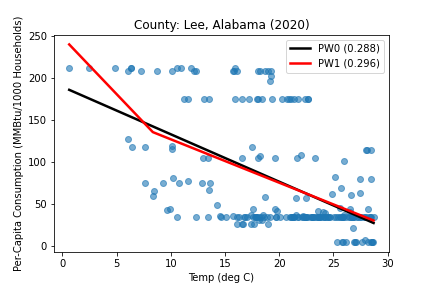 County: Lee, Alabama (2020)
Per-Capita Consumption (MMBtu/1000 Households)
250
200
150
100
50
0
PW0 (0.288)
PW1 (0.296)
0 5 10 15 20 25 30
Temp (deg C)